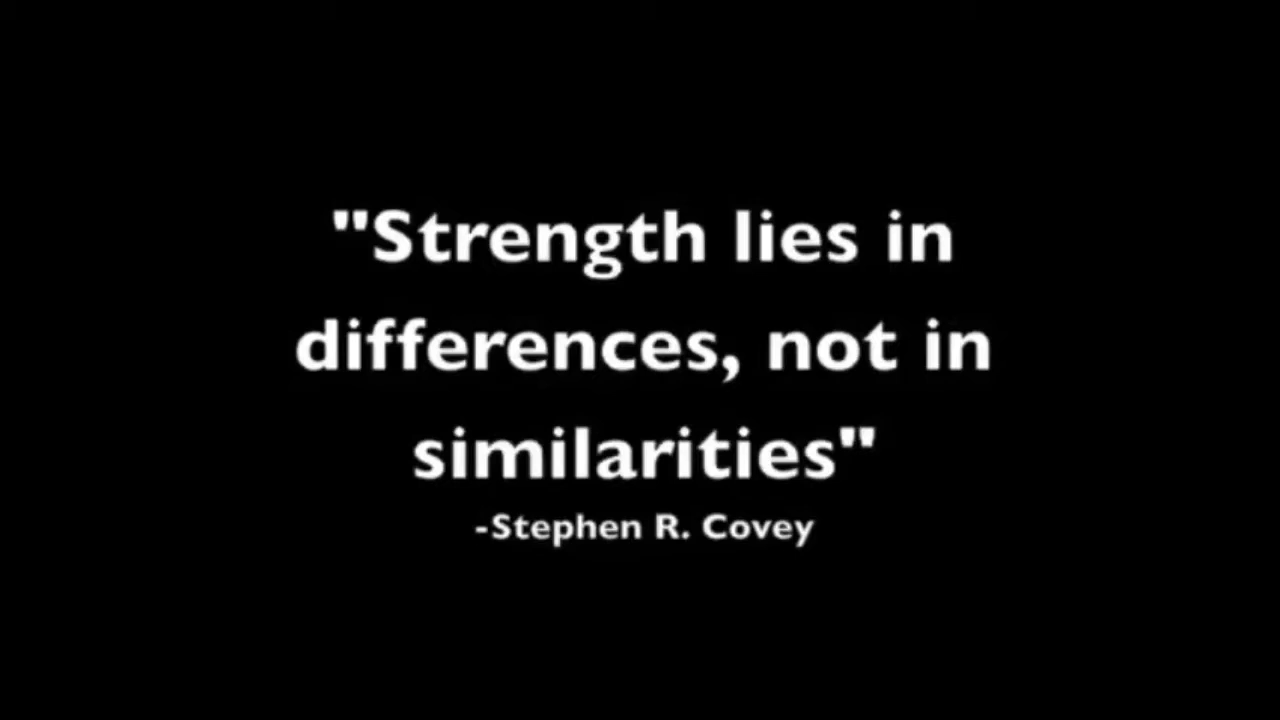 "Strength lies in
differences, not in
similarities"
-Stephen R. Covey